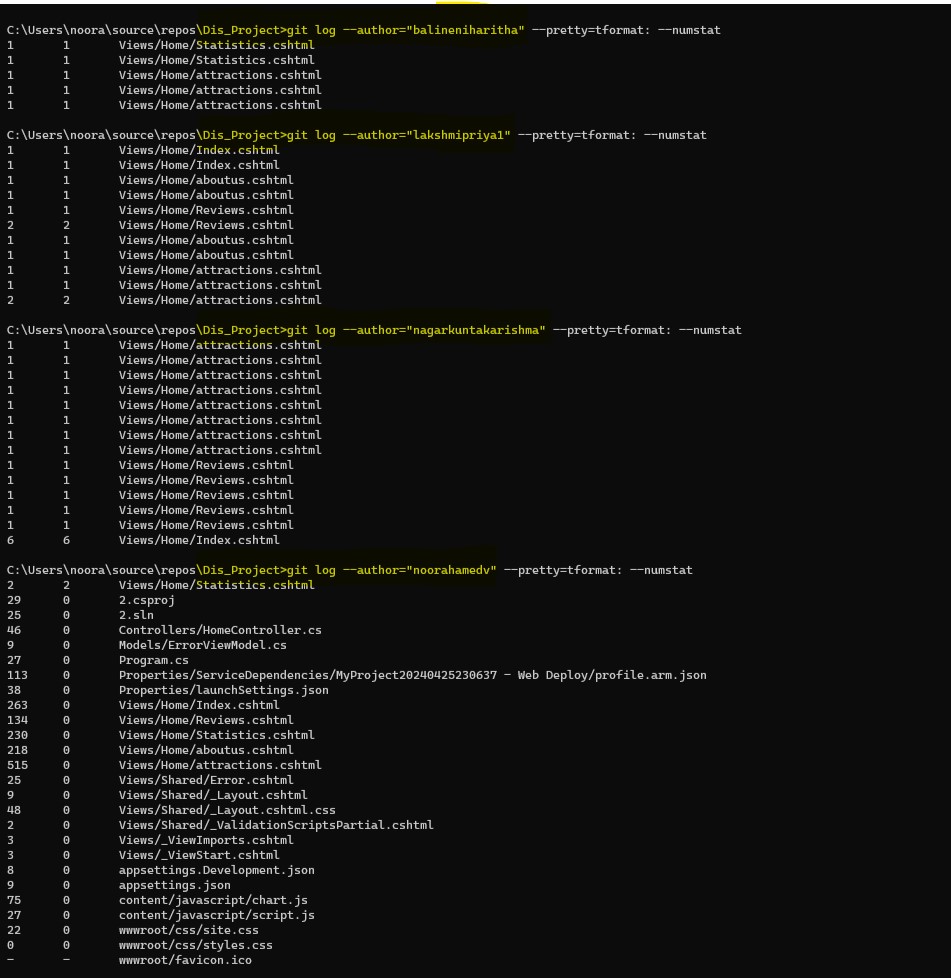 C:\Users\noora\source\repos\Dis_Project>git log --author="balineniharitha" --pretty=tformat: --numstat
1 1 Views/Home/Statistics.cshtml
1 1 Views/Home/Statistics.cshtml
1 1 Views/Home/attractions.cshtml
1 1 Views/Home/attractions.cshtml
1 1 Views/Home/attractions.cshtml
C:\Users\noora\source\repos\Dis_Project>git log --author="lakshmipriya1" --pretty=tformat: --numstat
1 1 Views/Home/Index.cshtml
1 1 Views/Home/Index.cshtml
1 1 Views/Home/aboutus.cshtml
1 1 Views/Home/aboutus.cshtml
1 1 Views/Home/Reviews.cshtml
2 2 Views/Home/Reviews.cshtml
1 1 Views/Home/aboutus.cshtml
1 1 Views/Home/aboutus.cshtml
1 1 Views/Home/attractions.cshtml
1 1 Views/Home/attractions.cshtml
2 2 Views/Home/attractions.cshtml
C:\Users\noora\source\repos\Dis_Project>git log --author="nagarkuntakarishma" --pretty=tformat: --numstat
1 1 Views/Home/attractions.cshtml
1 1 Views/Home/attractions.cshtml
1 1 Views/Home/attractions.cshtml
1 1 Views/Home/attractions.cshtml
1 1 Views/Home/attractions.cshtml
1 1 Views/Home/attractions.cshtml
1 1 Views/Home/attractions.cshtml
1 1 Views/Home/attractions.cshtml
1 1 Views/Home/Reviews.cshtml
1 1 Views/Home/Reviews.cshtml
1 1 Views/Home/Reviews.cshtml
1 1 Views/Home/Reviews.cshtml
1 1 Views/Home/Reviews.cshtml
6 6 Views/Home/Index.cshtml
C:\Users\noora\source\repos\Dis_Project>git log --author="noorahamedv" --pretty=tformat: --numstat
2 2 Views/Home/Statistics.cshtml
29 0 2.csproj
25 0 2.sln
46 0 Controllers/HomeController.cs
9 0 Models/ErrorViewModel.cs
27 0 Program.cs
113 0 Properties/ServiceDependencies/MyProject20240425230637 - Web Deploy/profile.arm.json
38 0 Properties/launchSettings.json
263 0 Views/Home/Index.cshtml
134 0 Views/Home/Reviews.cshtml
230 0 Views/Home/Statistics.cshtml
218 0 Views/Home/aboutus.cshtml
515 0 Views/Home/attractions.cshtml
25 0 Views/Shared/Error.cshtml
9 0 Views/Shared/_Layout.cshtml
48 0 Views/Shared/_Layout.cshtml.css
2 0 Views/Shared/_ValidationScriptsPartial.cshtml
3 0 Views/_ViewImports.cshtml
3 0 Views/_ViewStart.cshtml
8 0 appsettings.Development.json
9 0 appsettings.json
75 0 content/javascript/chart.js
27 0 content/javascript/script.js
22 0 wwwroot/css/site.css
0 0 wwwroot/css/styles.css
- - wwwroot/favicon.ico